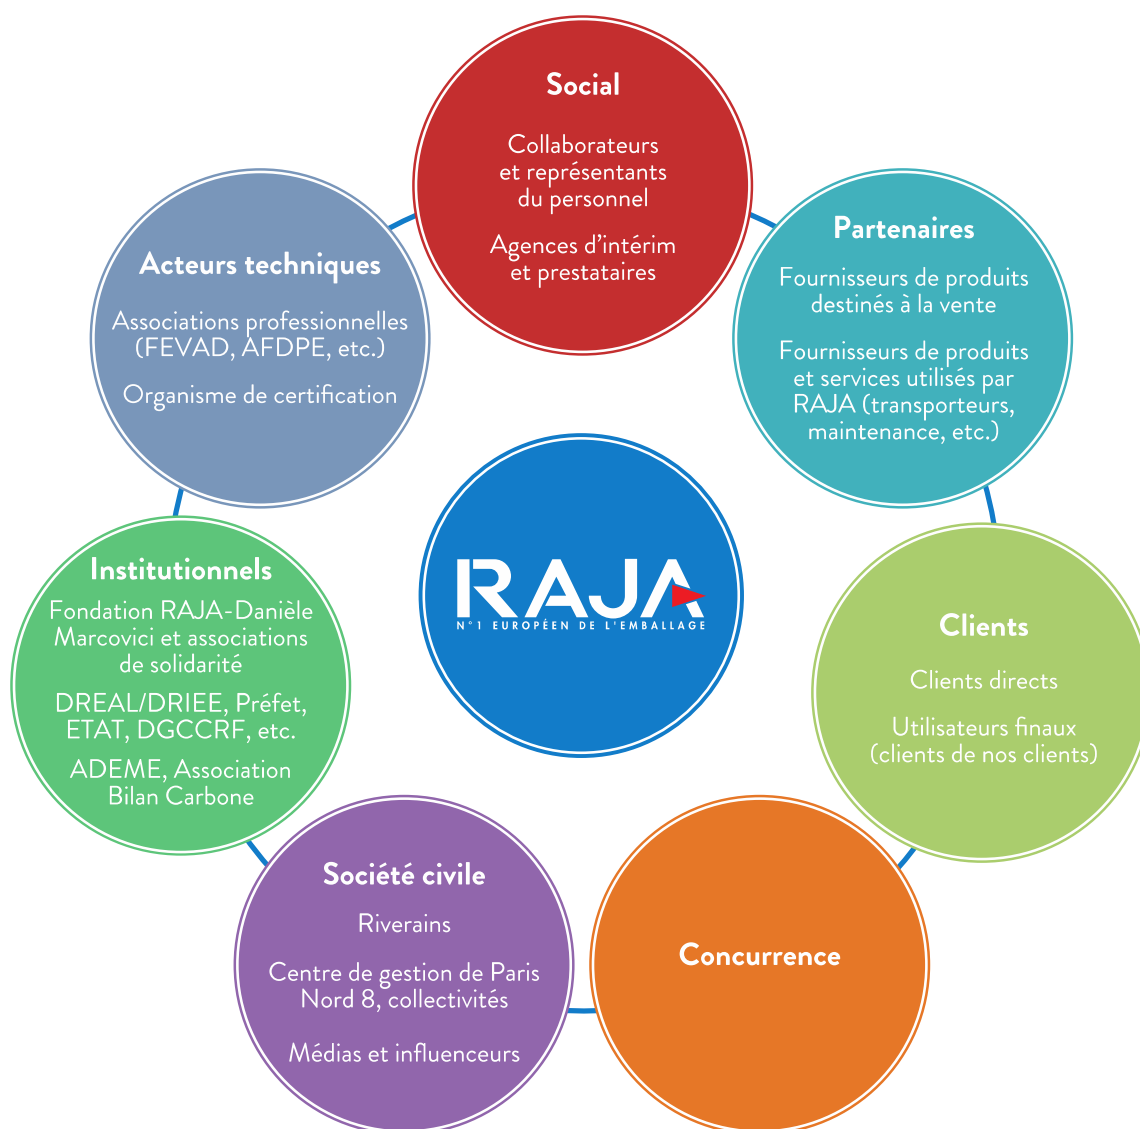 Social
Collaborateurs
et représentants
du personnel
Agences d’intérim
et prestataires
Partenaires
Fournisseurs de produits
destinés à la vente
Fournisseurs de produits
et services utilisés par
RAJA (transporteurs,
maintenance, etc.)
Clients
Clients directs
Utilisateurs finaux
(clients de nos clients)
Concurrence
Société civile
Riverains
Centre de gestion de Paris
Nord 8, collectivités
Médias et influenceurs
Institutionnels
Fondation RAJA-Danièle
Marcovici et associations
de solidarité
DREAL/DRIEE, Préfet,
ETAT, DGCCRF, etc.
ADEME, Association
Bilan Carbone
Acteurs techniques
Associations professionnelles
(FEVAD, AFDPE, etc.)
Organisme de certification
RAJA
N°1 EUROPÉEN DE L'EMBALLAGE